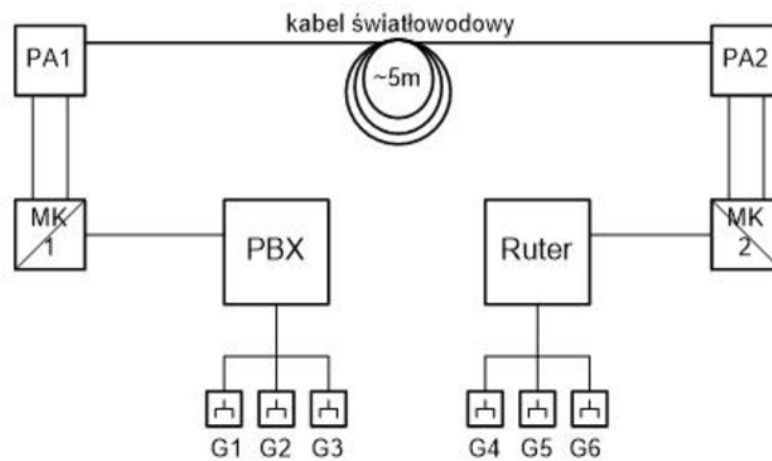 kabel światłowodowy
PA1
~5m
PA2
MK
1
PBX
Ruter
MK
2
G1 G2 G3
G4 G5 G6